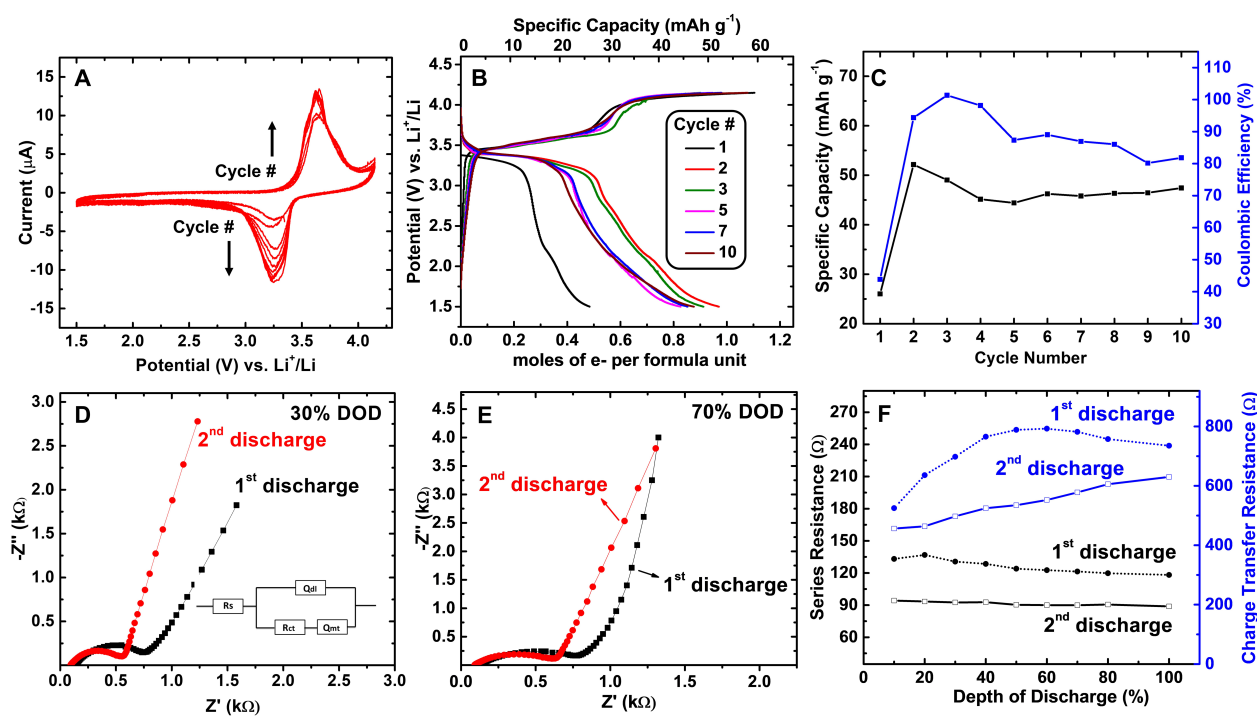 A
Current (µA)
15
10
5
0
-5
-10
-15
Cycle #
Cycle #
1.5
2.0
2.5
3.0
3.5
4.0
Potential (V) vs. Li⁺/Li
Specific Capacity (mAh g⁻¹)
0 10 20 30 40 50 60
B
Potential (V) vs. Li⁺/Li
4.5
4.0
3.5
3.0
2.5
2.0
1.5
Cycle #
1
2
3
5
7
10
0.0 0.2 0.4 0.6 0.8 1.0 1.2
moles of e- per formula unit
C
Specific Capacity (mAh g⁻¹)
70
60
50
40
30
20
110
100
90
80
70
60
50
40
30
Coulombic Efficiency (%)
1 2 3 4 5 6 7 8 9 10
Cycle Number
D
30% DOD
-Z'' (kΩ)
3.0
2.5
2.0
1.5
1.0
0.5
2ⁿᵈ discharge
1ˢᵗ discharge
Rs
Qdl
Rct
Qmt
0.0 0.5 1.0 1.5 2.0 2.5 3.0
Z' (kΩ)
E
70% DOD
-Z'' (kΩ)
4.5
4.0
3.5
3.0
2.5
2.0
1.5
1.0
0.5
2ⁿᵈ discharge
1ˢᵗ discharge
0.0 0.5 1.0 1.5 2.0
Z' (kΩ)
F
Series Resistance (Ω)
270
240
210
180
150
120
90
60
1ˢᵗ discharge
2ⁿᵈ discharge
1ˢᵗ discharge
2ⁿᵈ discharge
800
600
400
200
0
Charge Transfer Resistance (Ω)
0 20 40 60 80 100
Depth of Discharge (%)